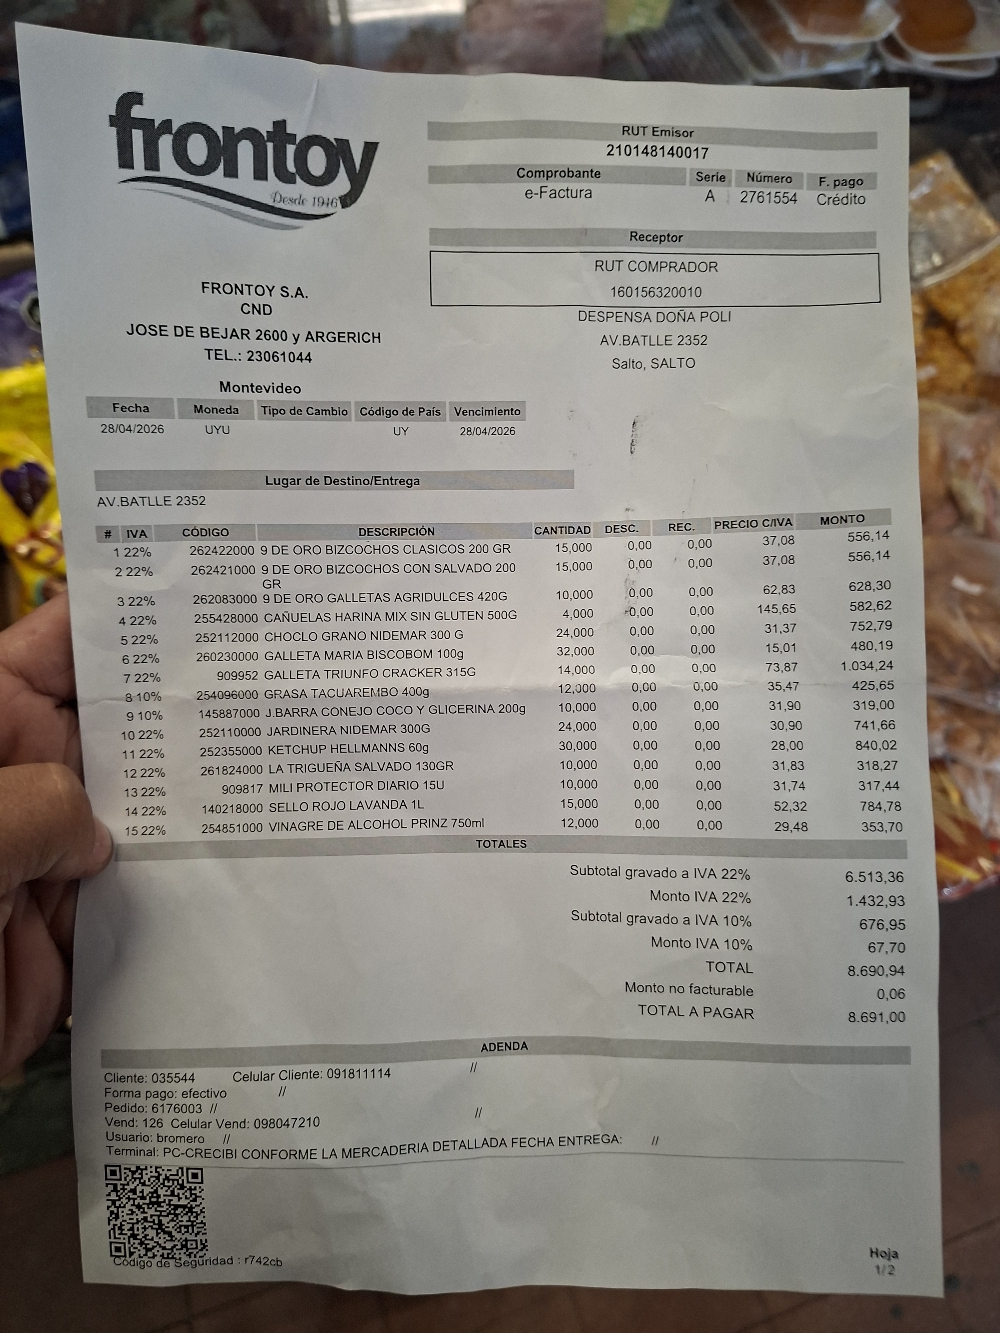 frontoy
Desde 1946
RUT Emisor
210148140017
Comprobante Serie Número F. pago
e-Factura A 2761554 Crédito
Receptor
RUT COMPRADOR
160156320010
DESPENSA DOÑA POLI
AV.BATLLE 2352
Salto, SALTO
FRONTOY S.A.
CND
JOSE DE BEJAR 2600 y ARGERICH
TEL.: 23061044
Montevideo
Fecha Moneda Tipo de Cambio Código de País Vencimiento
28/04/2026 UYU UY 28/04/2026
Lugar de Destino/Entrega
AV.BATLLE 2352
# IVA CÓDIGO DESCRIPCIÓN CANTIDAD DESC. REC. PRECIO C/IVA MONTO
1 22% 262422000 9 DE ORO BIZCOCHOS CLASICOS 200 GR 15,000 0,00 0,00 37,08 556,14
2 22% 262421000 9 DE ORO BIZCOCHOS CON SALVADO 200 15,000 0,00 0,00 37,08 556,14
GR
3 22% 262083000 9 DE ORO GALLETAS AGRIDULCES 420G 10,000 0,00 0,00 62,83 628,30
4 22% 255428000 CAÑUELAS HARINA MIX SIN GLUTEN 500G 4,000 0,00 0,00 145,65 582,62
5 22% 252112000 CHOCLO GRANO NIDEMAR 300 G 24,000 0,00 0,00 31,37 752,79
6 22% 260230000 GALLETA MARIA BISCOBOM 100g 32,000 0,00 0,00 15,01 480,19
7 22% 909952 GALLETA TRIUNFO CRACKER 315G 14,000 0,00 0,00 73,87 1.034,24
8 10% 254096000 GRASA TACUAREMBO 400g 12,000 0,00 0,00 35,47 425,65
9 10% 145887000 J.BARRA CONEJO COCO Y GLICERINA 200g 10,000 0,00 0,00 31,90 319,00
10 22% 252110000 JARDINERA NIDEMAR 300G 24,000 0,00 0,00 30,90 741,66
11 22% 252355000 KETCHUP HELLMANNS 60g 30,000 0,00 0,00 28,00 840,02
12 22% 261824000 LA TRIGUEÑA SALVADO 130GR 10,000 0,00 0,00 31,83 318,27
13 22% 909817 MILI PROTECTOR DIARIO 15U 10,000 0,00 0,00 31,74 317,44
14 22% 140218000 SELLO ROJO LAVANDA 1L 15,000 0,00 0,00 52,32 784,78
15 22% 254851000 VINAGRE DE ALCOHOL PRINZ 750ml 12,000 0,00 0,00 29,48 353,70
TOTALES
Subtotal gravado a IVA 22% 6.513,36
Monto IVA 22% 1.432,93
Subtotal gravado a IVA 10% 676,95
Monto IVA 10% 67,70
TOTAL 8.690,94
Monto no facturable 0,06
TOTAL A PAGAR 8.691,00
ADENDA
Cliente: 035544 Celular Cliente: 091811114 //
Forma pago: efectivo //
Pedido: 6176003 // //
Vend: 126 Celular Vend: 098047210
Usuario: bromero //
Terminal: PC-CRECIBI CONFORME LA MERCADERIA DETALLADA FECHA ENTREGA: //
Código de Seguridad : r742cb
Hoja
1/2